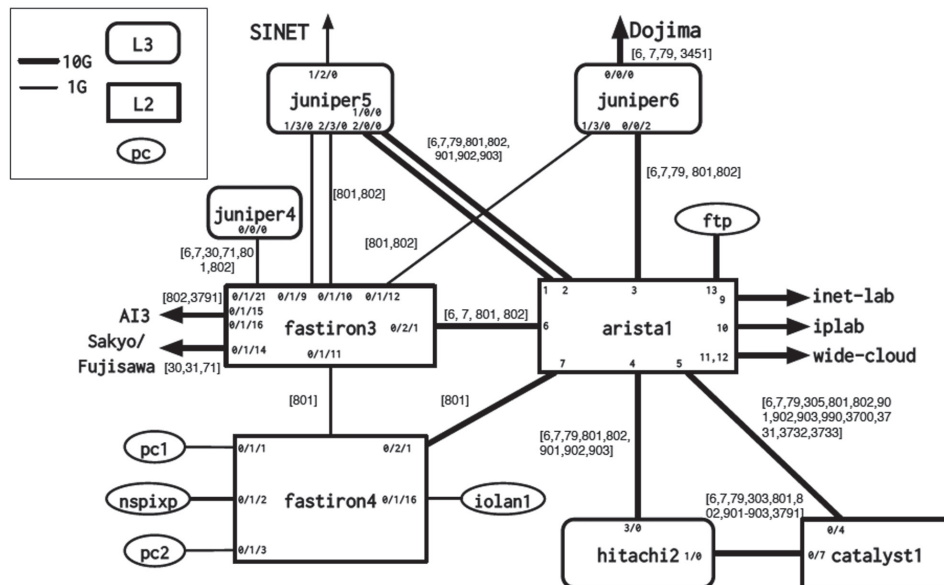 10G
1G
L3
L2
pc
SINET
Dojima
[6, 7,79, 3451]
1/2/0
juniper5
1/0/0
1/3/0 2/3/0 2/0/0
0/0/0
juniper6
1/3/0 0/0/2
[6,7,79,801,802,
901,902,903]
[801,802]
[6,7,79, 801,802]
juniper4
0/0/0
[6,7,30,71,80
1,802]
[801,802]
ftp
[802,3791]
AI3
Sakyo/
Fujisawa
[30,31,71]
0/1/21 0/1/9 0/1/10 0/1/12
0/1/15
0/1/16
0/1/14
fastiron3
0/2/1
0/1/11
[6, 7, 801, 802]
1 2 3 13
9
6
arista1
10
11,12
7 4 5
inet-lab
iplab
wide-cloud
[801]
[801]
[6,7,79,801,802,
901,902,903]
[6,7,79,305,801,802,90
1,902,903,990,3700,37
31,3732,3733]
pc1
nspixp
pc2
0/1/1
0/2/1
0/1/2
fastiron4
0/1/16
0/1/3
iolan1
[6,7,79,303,801,8
02,901-903,3791]
3/0
hitachi2
1/0
0/4
0/7
catalyst1